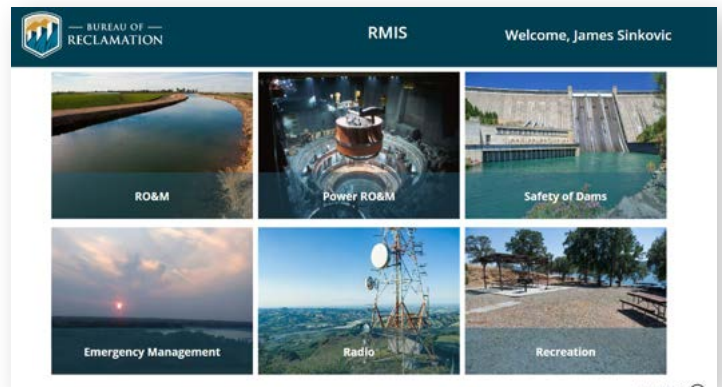 — BUREAU OF —
RECLAMATION
RMIS
Welcome, James Sinkovic
RO&M
Power RO&M
Safety of Dams
Emergency Management
Radio
Recreation